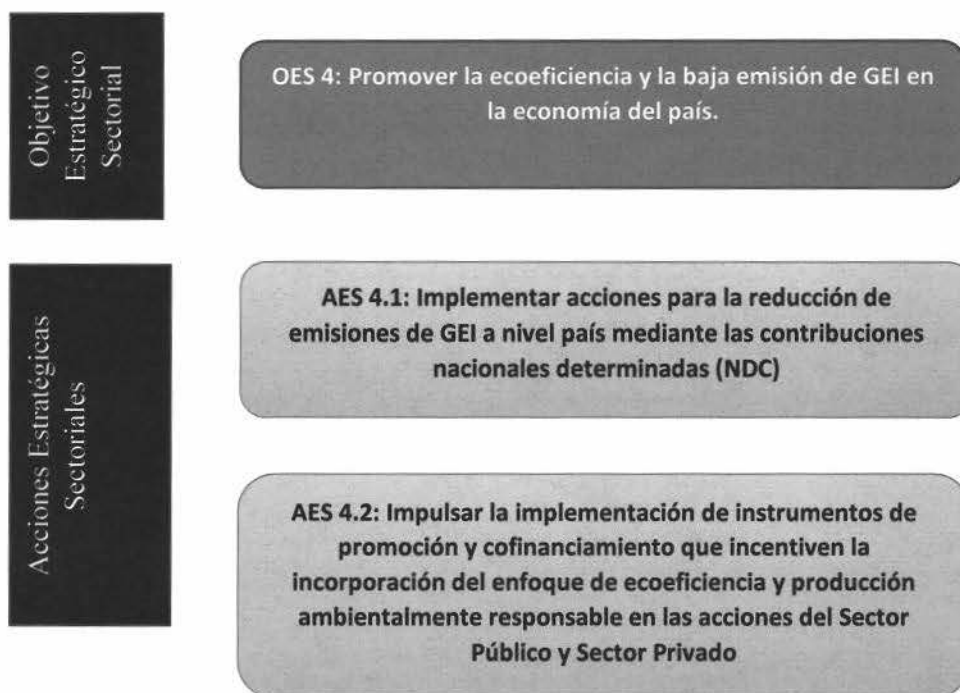 Objetivo
Estratégico
Sectorial
OES 4: Promover la ecoeficiencia y la baja emisión de GEI en
la economía del país.
Acciones Estratégicas
Sectoriales
AES 4.1: Implementar acciones para la reducción de
emisiones de GEI a nivel país mediante las contribuciones
nacionales determinadas (NDC)
AES 4.2: Impulsar la implementación de instrumentos de
promoción y cofinanciamiento que incentiven la
incorporación del enfoque de ecoeficiencia y producción
ambientalmente responsable en las acciones del Sector
Público y Sector Privado